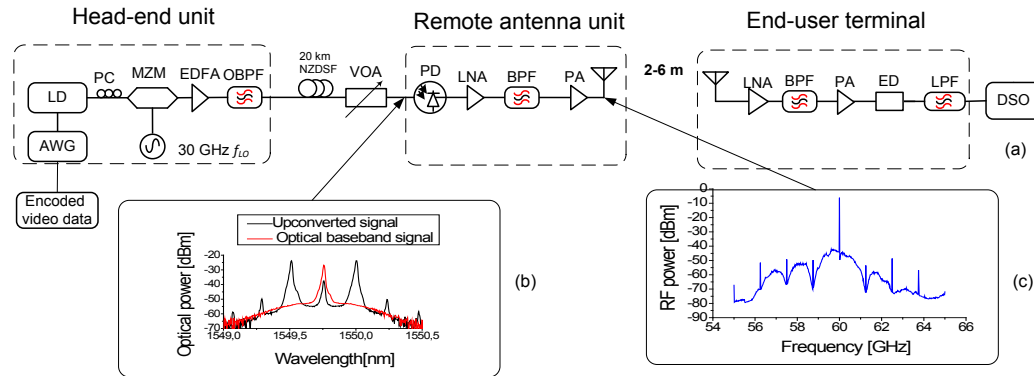 Head-end unit
Remote antenna unit
End-user terminal
LD
PC
MZM
EDFA
OBPF
20 km
NZDSF
VOA
PD
LNA
BPF
PA
2-6 m
LNA
BPF
PA
ED
LPF
DSO
AWG
30 GHz fLO
(a)
Encoded
video data
Upconverted signal
Optical baseband signal
Optical power [dBm]
-20
-30
-40
-50
-60
-70
1549,0
1549,5
1550,0
1550,5
Wavelength[nm]
(b)
RF power [dBm]
0
-10
-20
-30
-40
-50
-60
-70
-80
-90
54
56
58
60
62
64
66
Frequency [GHz]
(c)